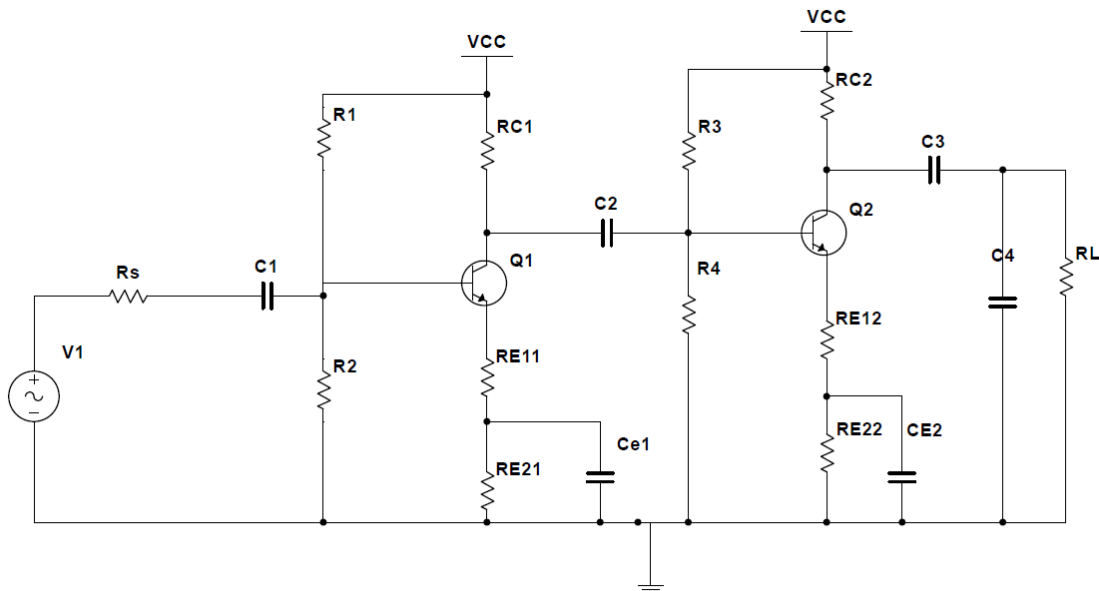 VCC
VCC
R1
RC1
R3
RC2
C3
C2
Q2
Q1
R4
C4
RL
Rs
C1
V1
R2
RE11
RE12
Ce1
RE21
RE22
CE2